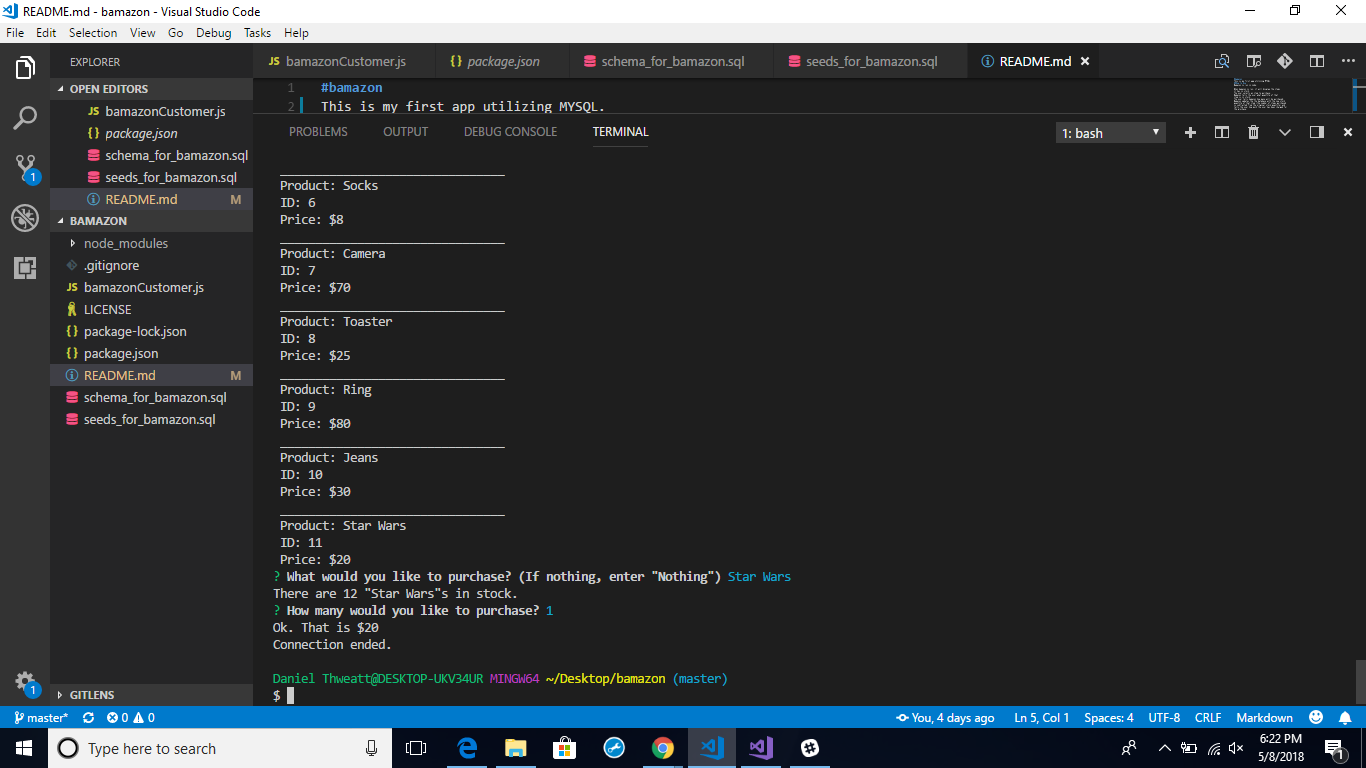 README.md - bamazon - Visual Studio Code
File Edit Selection View Go Debug Tasks Help
EXPLORER
OPEN EDITORS
JS bamazonCustomer.js
{} package.json
schema_for_bamazon.sql
seeds_for_bamazon.sql
README.md M
BAMAZON
node_modules
.gitignore
JS bamazonCustomer.js
LICENSE
{} package-lock.json
{} package.json
README.md M
schema_for_bamazon.sql
seeds_for_bamazon.sql
GITLENS
1
1
JS bamazonCustomer.js {} package.json schema_for_bamazon.sql seeds_for_bamazon.sql README.md
1 #bamazon
2 This is my first app utilizing MYSQL.
PROBLEMS OUTPUT DEBUG CONSOLE TERMINAL 1: bash
________________________________
Product: Socks
ID: 6
Price: $8
________________________________
Product: Camera
ID: 7
Price: $70
________________________________
Product: Toaster
ID: 8
Price: $25
________________________________
Product: Ring
ID: 9
Price: $80
________________________________
Product: Jeans
ID: 10
Price: $30
________________________________
Product: Star Wars
ID: 11
Price: $20
? What would you like to purchase? (If nothing, enter "Nothing") Star Wars
There are 12 "Star Wars"s in stock.
? How many would you like to purchase? 1
Ok. That is $20
Connection ended.
Daniel Thweatt@DESKTOP-UKV34UR MINGW64 ~/Desktop/bamazon (master)
$
master* 0 0 You, 4 days ago Ln 5, Col 1 Spaces: 4 UTF-8 CRLF Markdown
Type here to search
6:22 PM
5/8/2018
1